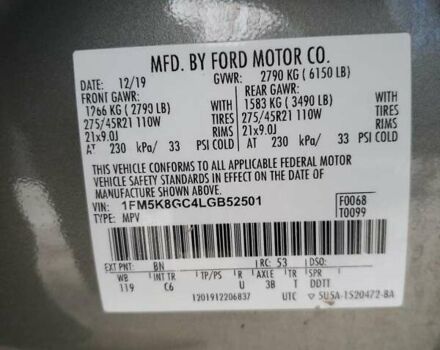 MFD. BY FORD MOTOR CO.
DATE: 12/19 GVWR: 2790 KG ( 6150 LB)
FRONT GAWR: REAR GAWR:
1266 KG ( 2790 LB) 1583 KG ( 3490 LB)
275/45R21 110W WITH TIRES 275/45R21 110W WITH TIRES
21x9.0J RIMS 21x9.0J RIMS
AT 230 kPa/ 33 PSI COLD AT 230 kPa/ 33 PSI COLD
THIS VEHICLE CONFORMS TO ALL APPLICABLE FEDERAL MOTOR
VEHICLE SAFETY STANDARDS IN EFFECT ON THE DATE OF
MANUFACTURE SHOWN ABOVE.
VIN: 1FM5K8GC4LGB52501 F0068
TYPE: MPV T0099
EXT PNT: BN RC: 53 DSO:
WB INT TR TP/PS R AXLE TR SPR
119 C6 U 3B T DDTT
1201912206837 UTC 5U5A-1520472-BA